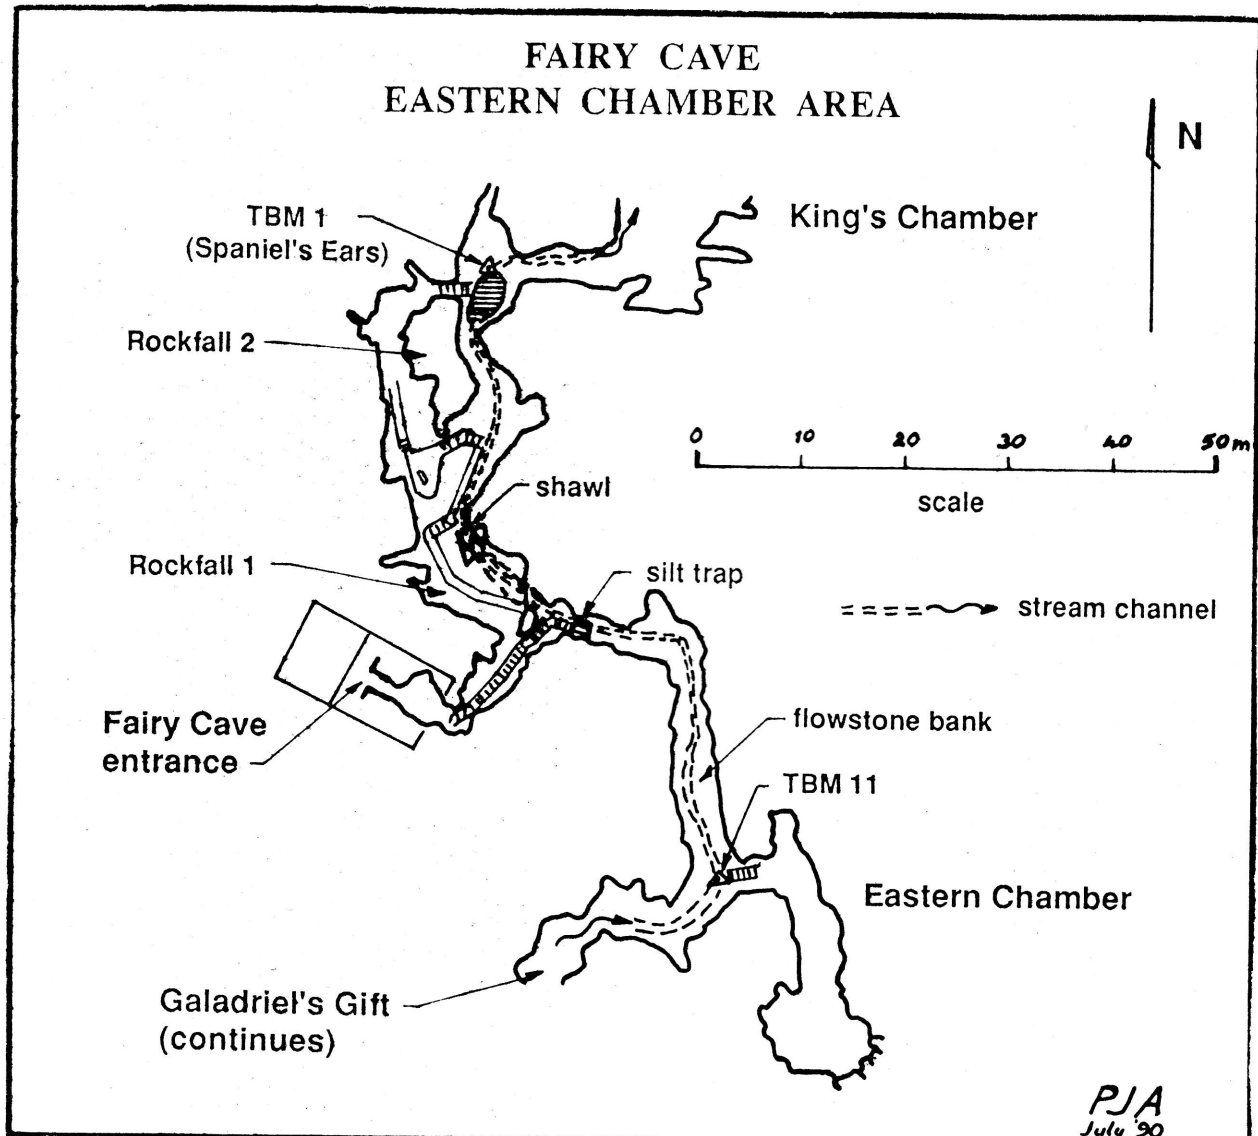 FAIRY CAVE
EASTERN CHAMBER AREA
N
TBM 1
(Spaniel's Ears)
King's Chamber
Rockfall 2
0 10 20 30 40 50m
scale
shawl
Rockfall 1
silt trap
stream channel
Fairy Cave
entrance
flowstone bank
TBM 11
Eastern Chamber
Galadriel's Gift
(continues)
PJA
July '90